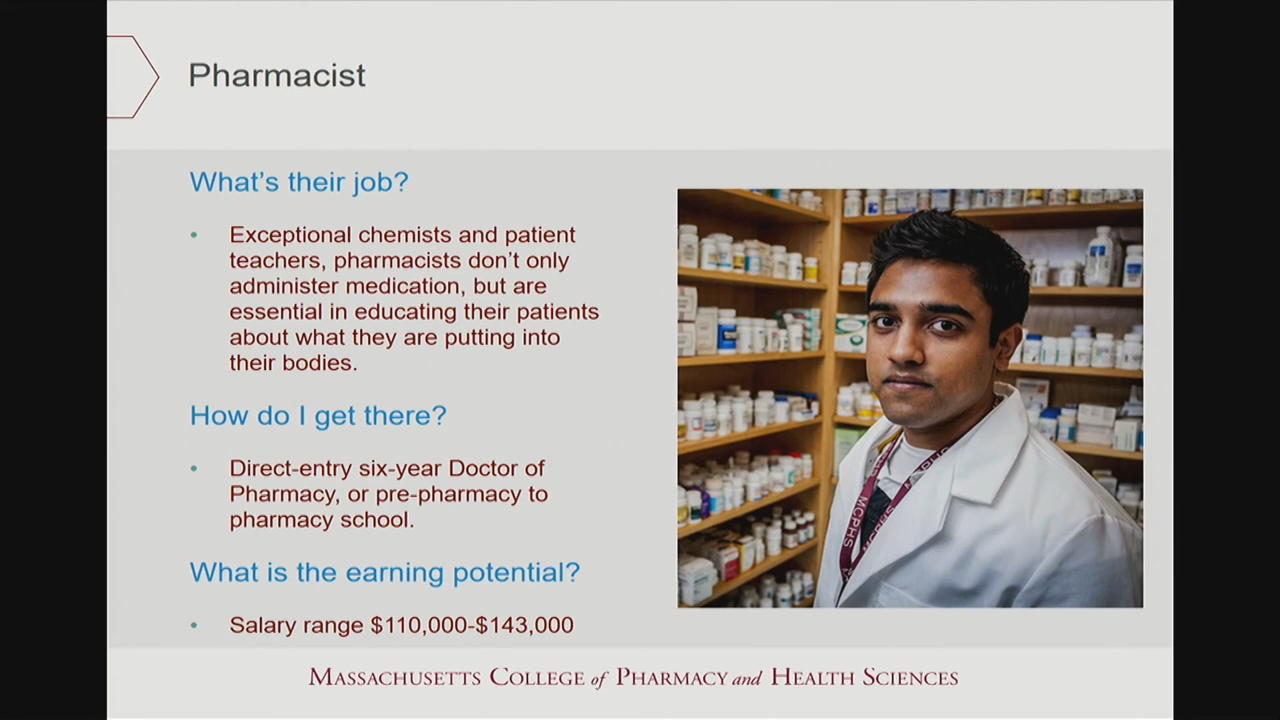 Pharmacist
What's their job?
• Exceptional chemists and patient
teachers, pharmacists don't only
administer medication, but are
essential in educating their patients
about what they are putting into
their bodies.
How do I get there?
• Direct-entry six-year Doctor of
Pharmacy, or pre-pharmacy to
pharmacy school.
What is the earning potential?
• Salary range $110,000-$143,000
MCPHS
MASSACHUSETTS COLLEGE of PHARMACY and HEALTH SCIENCES